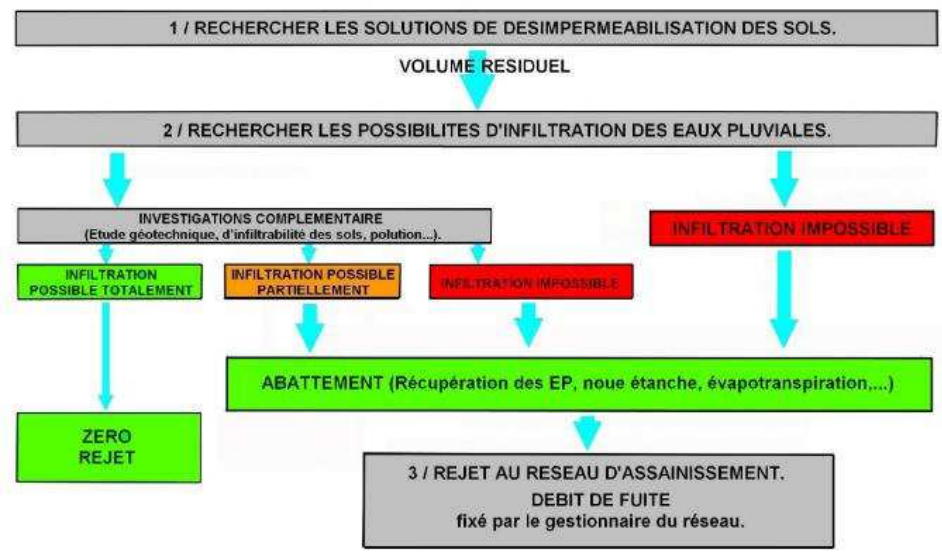 1 / RECHERCHER LES SOLUTIONS DE DESIMPERMEABILISATION DES SOLS.
VOLUME RESIDUEL
2 / RECHERCHER LES POSSIBILITES D'INFILTRATION DES EAUX PLUVIALES.
INVESTIGATIONS COMPLEMENTAIRE
(Etude géotechnique, d'infiltrabilité des sols, polution...).
INFILTRATION IMPOSSIBLE
INFILTRATION
POSSIBLE TOTALEMENT
INFILTRATION POSSIBLE
PARTIELLEMENT
INFILTRATION IMPOSSIBLE
ABATTEMENT (Récupération des EP, noue étanche, évapotranspiration,...)
ZERO
REJET
3 / REJET AU RESEAU D'ASSAINISSEMENT.
DEBIT DE FUITE
fixé par le gestionnaire du réseau.